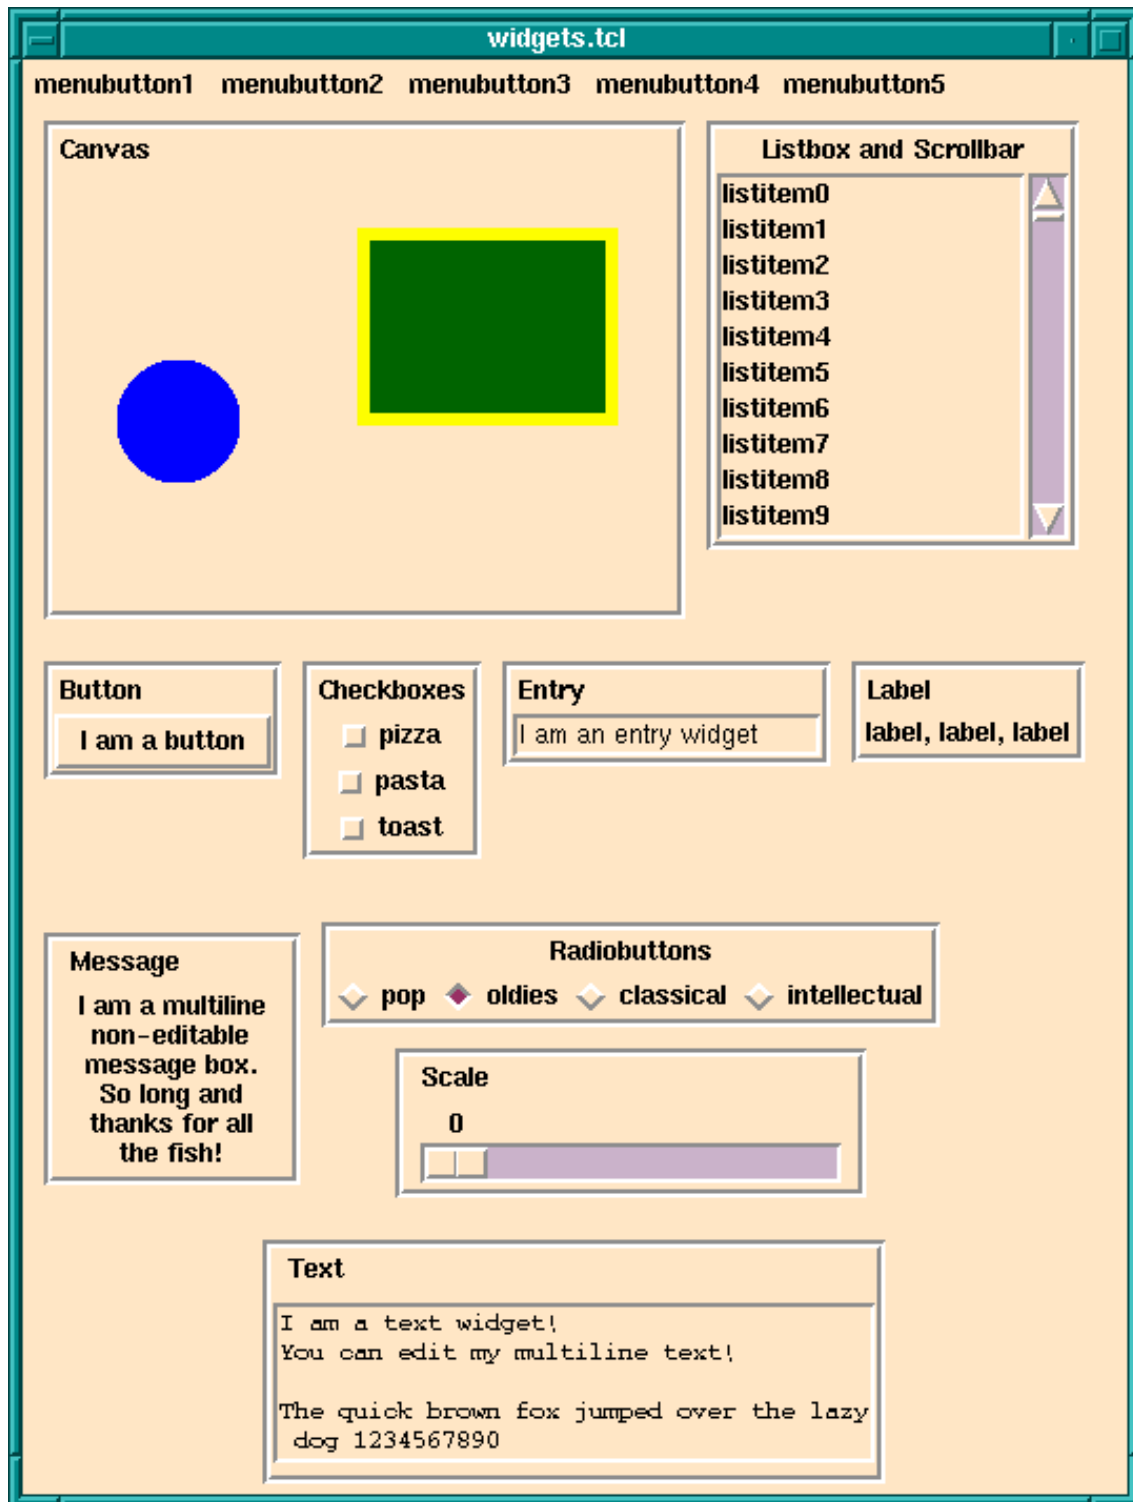 widgets.tcl
menubutton1 menubutton2 menubutton3 menubutton4 menubutton5
Canvas
Listbox and Scrollbar
listitem0
listitem1
listitem2
listitem3
listitem4
listitem5
listitem6
listitem7
listitem8
listitem9
Button
I am a button
Checkboxes
pizza
pasta
toast
Entry
I am an entry widget
Label
label, label, label
Message
I am a multiline
non-editable
message box.
So long and
thanks for all
the fish!
Radiobuttons
pop oldies classical intellectual
Scale
0
Text
I am a text widget!
You can edit my multiline text!
The quick brown fox jumped over the lazy
dog 1234567890